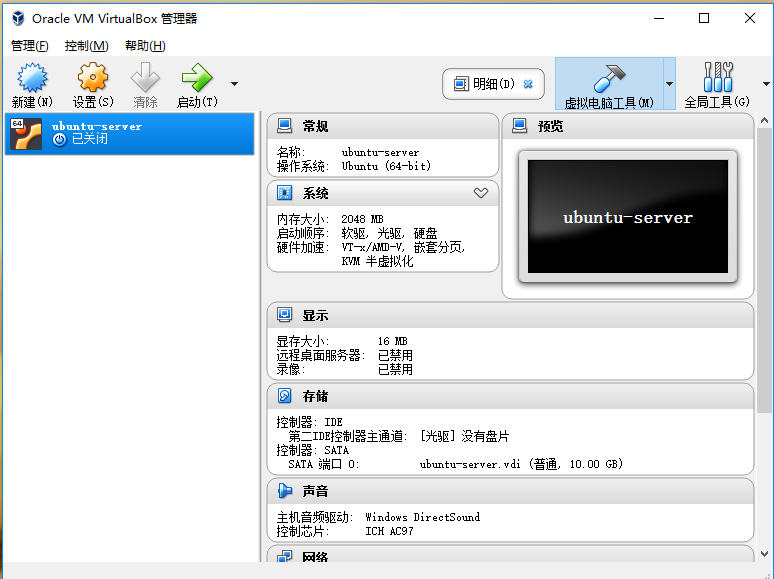 Oracle VM VirtualBox 管理器
管理(F) 控制(M) 帮助(H)
新建(N) 设置(S) 清除 启动(T) 明细(D) 虚拟电脑工具(M) 全局工具(G)
64
ubuntu-server
已关闭
常规
名称: ubuntu-server
操作系统: Ubuntu (64-bit)
预览
ubuntu-server
系统
内存大小: 2048 MB
启动顺序: 软驱, 光驱, 硬盘
硬件加速: VT-x/AMD-V, 嵌套分页,
KVM 半虚拟化
显示
显存大小: 16 MB
远程桌面服务器: 已禁用
录像: 已禁用
存储
控制器: IDE
第二IDE控制器主通道: [光驱] 没有盘片
控制器: SATA
SATA 端口 0: ubuntu-server.vdi (普通, 10.00 GB)
声音
主机音频驱动: Windows DirectSound
控制芯片: ICH AC97
网络